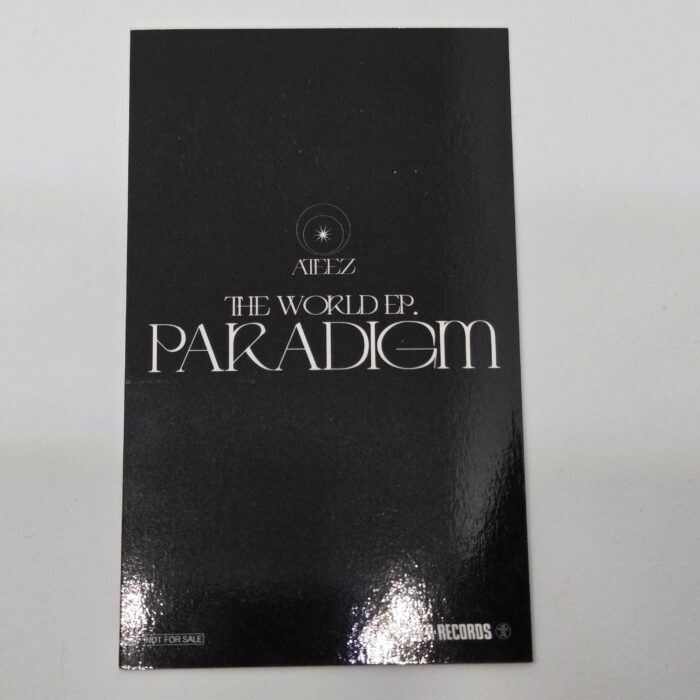 ATEEZ
THE WORLD EP.
PARADIGM
NOT FOR SALE
RECORDS